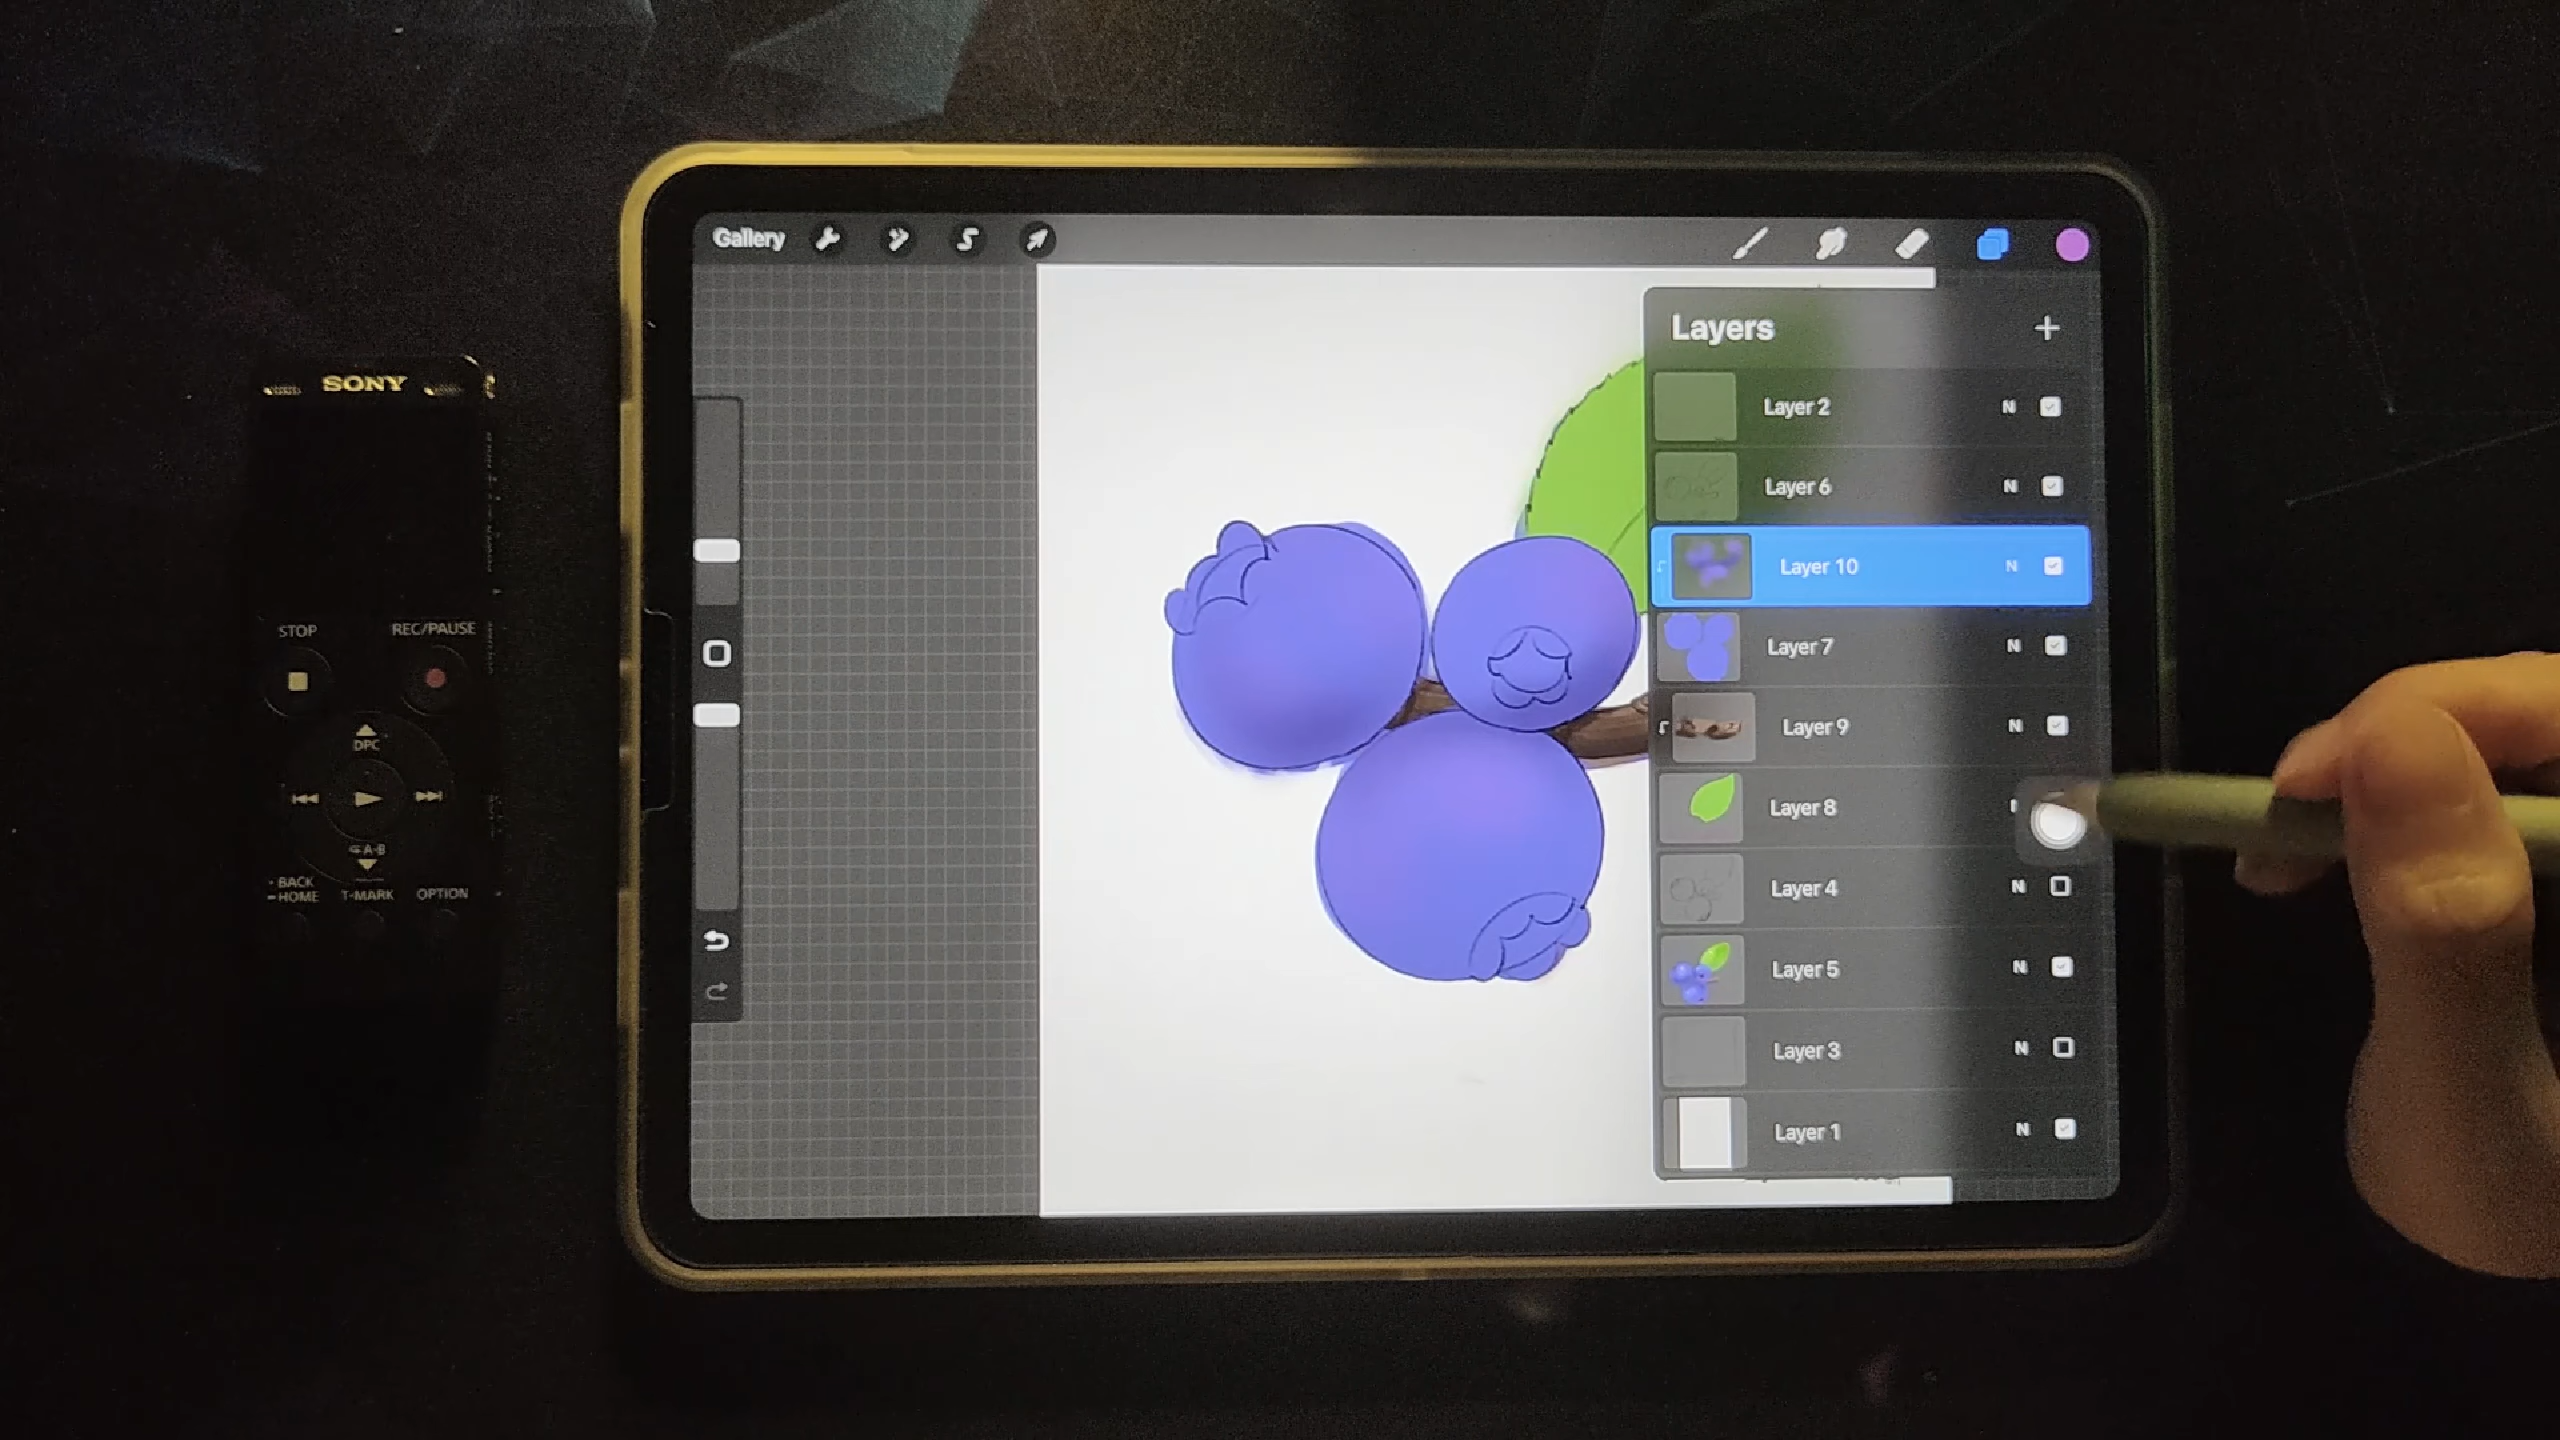 SONY
STOP
REC/PAUSE
DPC
A-B
BACK
HOME
T-MARK
OPTION
Gallery
Layers
Layer 2 N
Layer 6 N
Layer 10 N
Layer 7 N
Layer 9 N
Layer 8
Layer 4 N
Layer 5 N
Layer 3 N
Layer 1 N